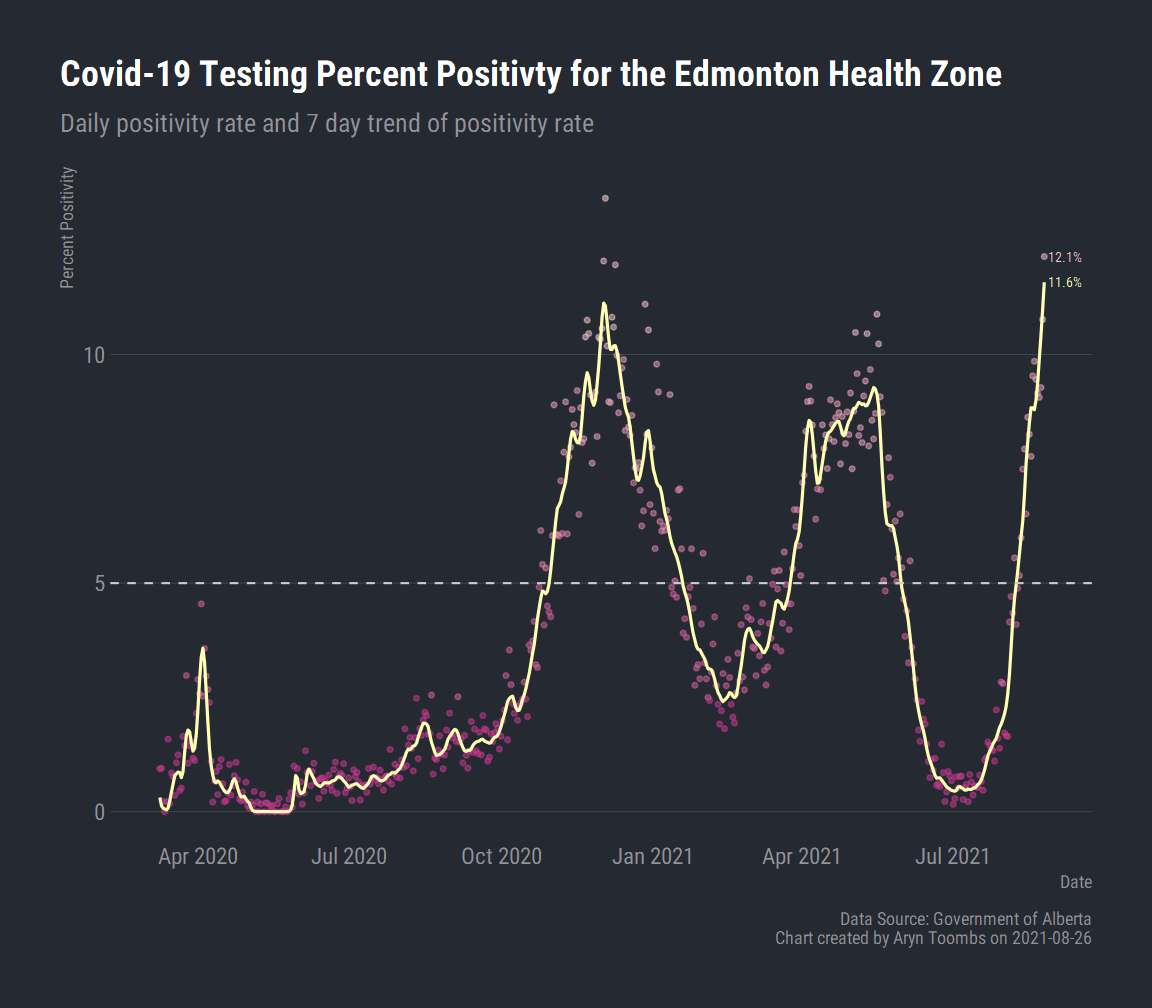 Covid-19 Testing Percent Positivty for the Edmonton Health Zone
Daily positivity rate and 7 day trend of positivity rate
Percent Positivity
12.1%
11.6%
10
5
0
Apr 2020 Jul 2020 Oct 2020 Jan 2021 Apr 2021 Jul 2021
Date
Data Source: Government of Alberta
Chart created by Aryn Toombs on 2021-08-26